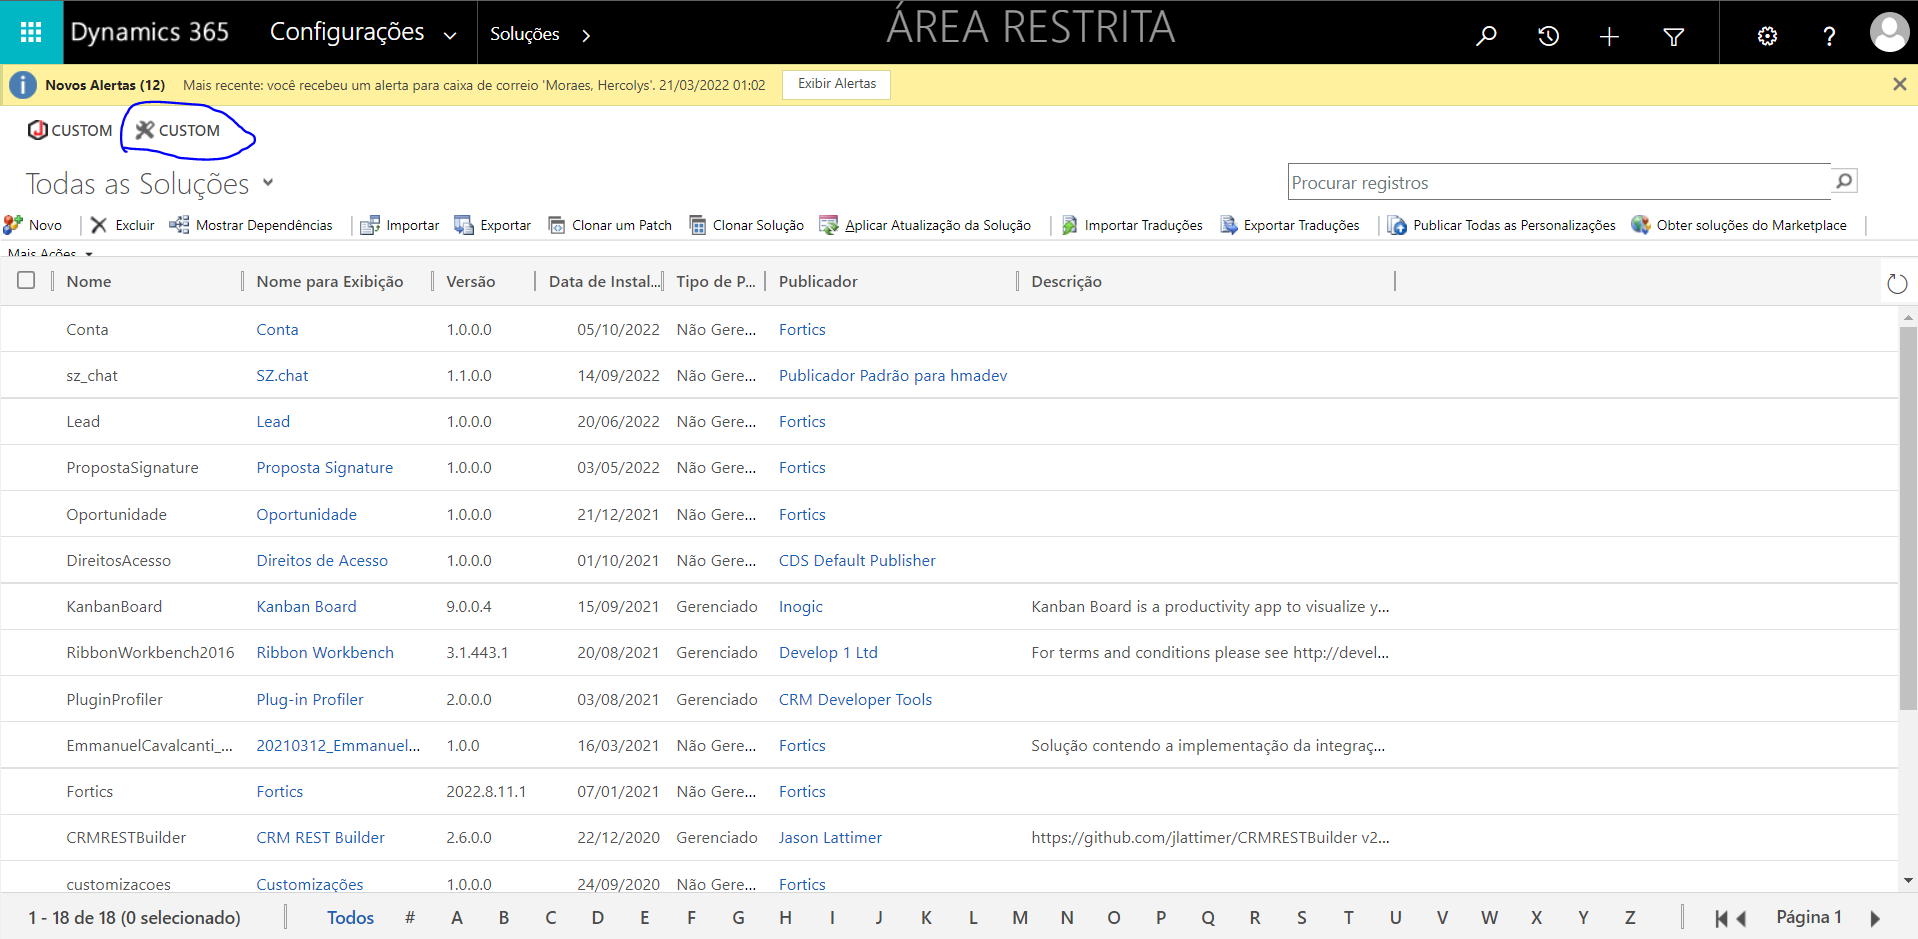 Dynamics 365 Configurações Soluções ÁREA RESTRITA
Novos Alertas (12) Mais recente: você recebeu um alerta para caixa de correio 'Moraes, Hercolys'. 21/03/2022 01:02 Exibir Alertas
CUSTOM CUSTOM
Todas as Soluções
Procurar registros
Novo Excluir Mostrar Dependências Importar Exportar Clonar um Patch Clonar Solução Aplicar Atualização da Solução Importar Traduções Exportar Traduções Publicar Todas as Personalizações Obter soluções do Marketplace
Mais Ações
Nome Nome para Exibição Versão Data de Instal... Tipo de P... Publicador Descrição
Conta Conta 1.0.0.0 05/10/2022 Não Gere... Fortics
sz_chat SZ.chat 1.1.0.0 14/09/2022 Não Gere... Publicador Padrão para hmadev
Lead Lead 1.0.0.0 20/06/2022 Não Gere... Fortics
PropostaSignature Proposta Signature 1.0.0.0 03/05/2022 Não Gere... Fortics
Oportunidade Oportunidade 1.0.0.0 21/12/2021 Não Gere... Fortics
DireitosAcesso Direitos de Acesso 1.0.0.0 01/10/2021 Não Gere... CDS Default Publisher
KanbanBoard Kanban Board 9.0.0.4 15/09/2021 Gerenciado Inogic Kanban Board is a productivity app to visualize y...
RibbonWorkbench2016 Ribbon Workbench 3.1.443.1 20/08/2021 Gerenciado Develop 1 Ltd For terms and conditions please see http://devel...
PluginProfiler Plug-in Profiler 2.0.0.0 03/08/2021 Gerenciado CRM Developer Tools
EmmanuelCavalcanti_... 20210312_Emmanuel... 1.0.0 16/03/2021 Não Gere... Fortics Solução contendo a implementação da integraç...
Fortics Fortics 2022.8.11.1 07/01/2021 Não Gere... Fortics
CRMRESTBuilder CRM REST Builder 2.6.0.0 22/12/2020 Gerenciado Jason Lattimer https://github.com/jlattimer/CRMRESTBuilder v2...
customizacoes Customizações 1.0.0.0 24/09/2020 Não Gere... Fortics
1 - 18 de 18 (0 selecionado) Todos # A B C D E F G H I J K L M N O P Q R S T U V W X Y Z Página 1